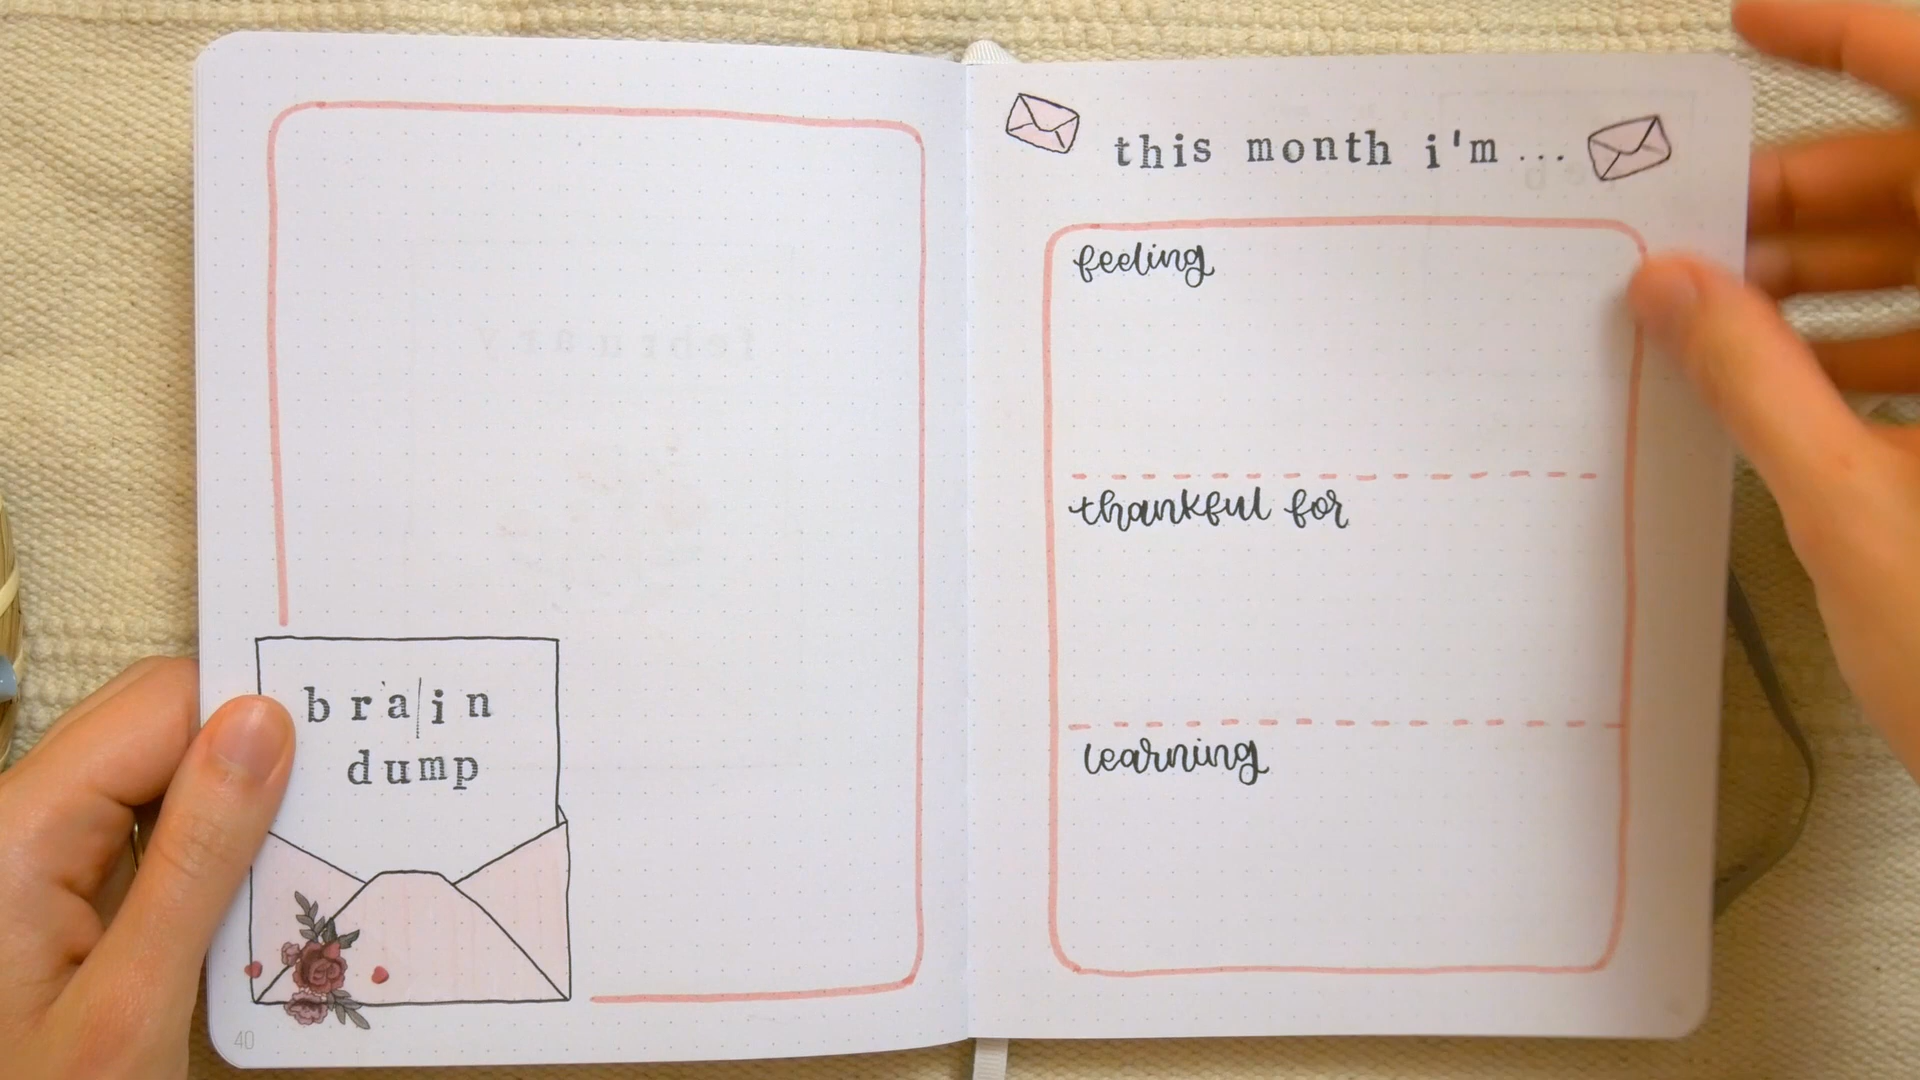 brain
dump
40
this month i'm...
feeling
thankful for
learning